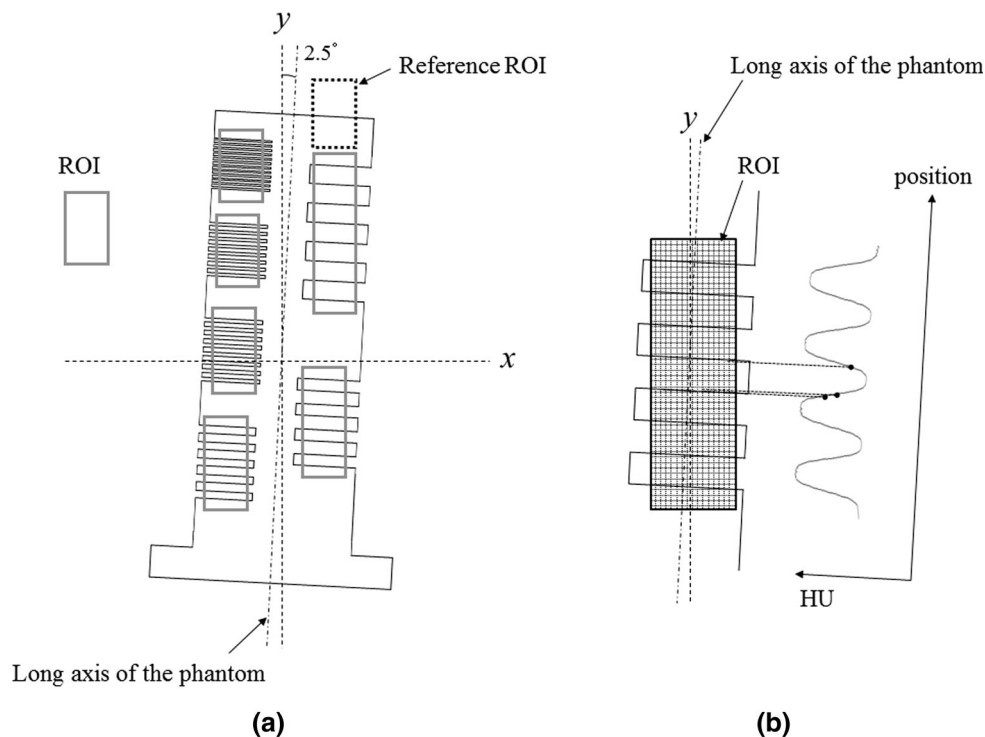 y
2.5°
Reference ROI
ROI
x
Long axis of the phantom
(a)
Long axis of the phantom
y
ROI
position
HU
(b)